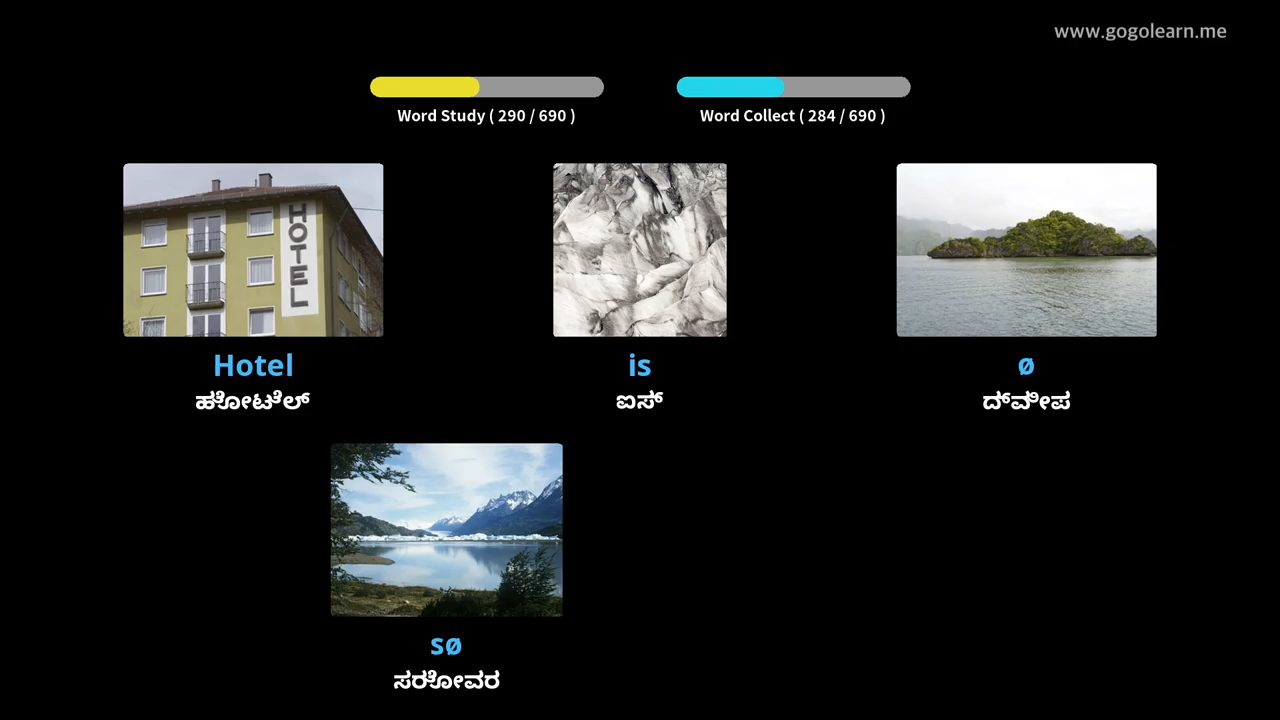 www.gogolearn.me
Word Study ( 290 / 690 )
Word Collect ( 284 / 690 )
HOTEL
Hotel
ಹೋಟೆಲ್
is
ಐಸ್
ø
ದ್ವೀಪ
sø
ಸರೋವರ